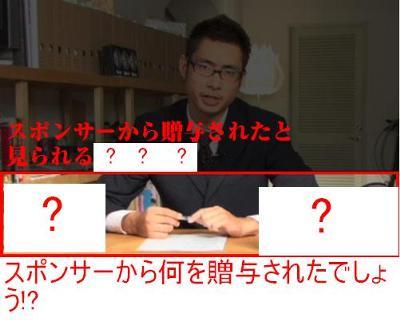 スポンサーから贈与されたと
見られる ? ? ?
? ?
スポンサーから何を贈与されたでしょ
う!?